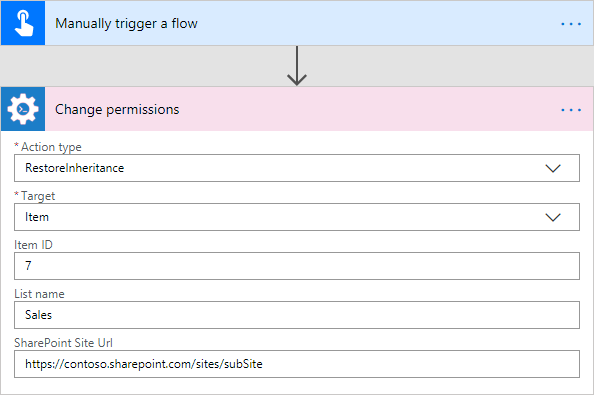 Manually trigger a flow
Change permissions
* Action type
RestoreInheritance
* Target
Item
Item ID
7
List name
Sales
SharePoint Site Url
https://contoso.sharepoint.com/sites/subSite